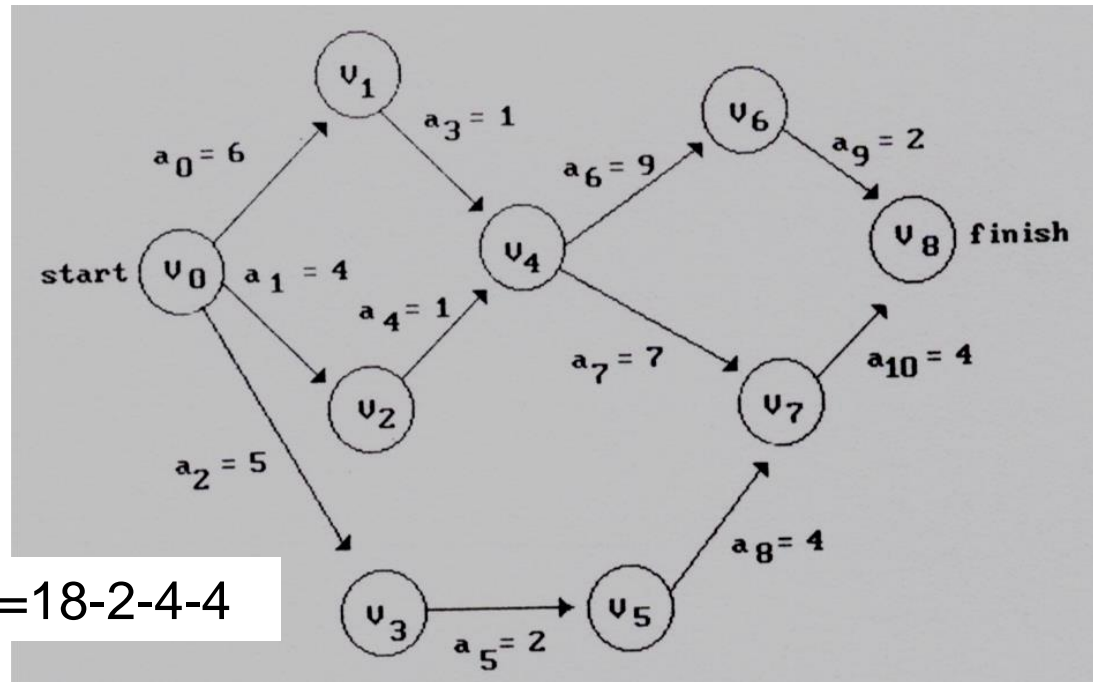 V1
a3 = 1
V6
a0 = 6
a6 = 9
a9 = 2
start V0
a1 = 4
V4
V8 finish
a4 = 1
a7 = 7
a10 = 4
V2
V7
a2 = 5
a8 = 4
=18-2-4-4
V3
V5
a5 = 2